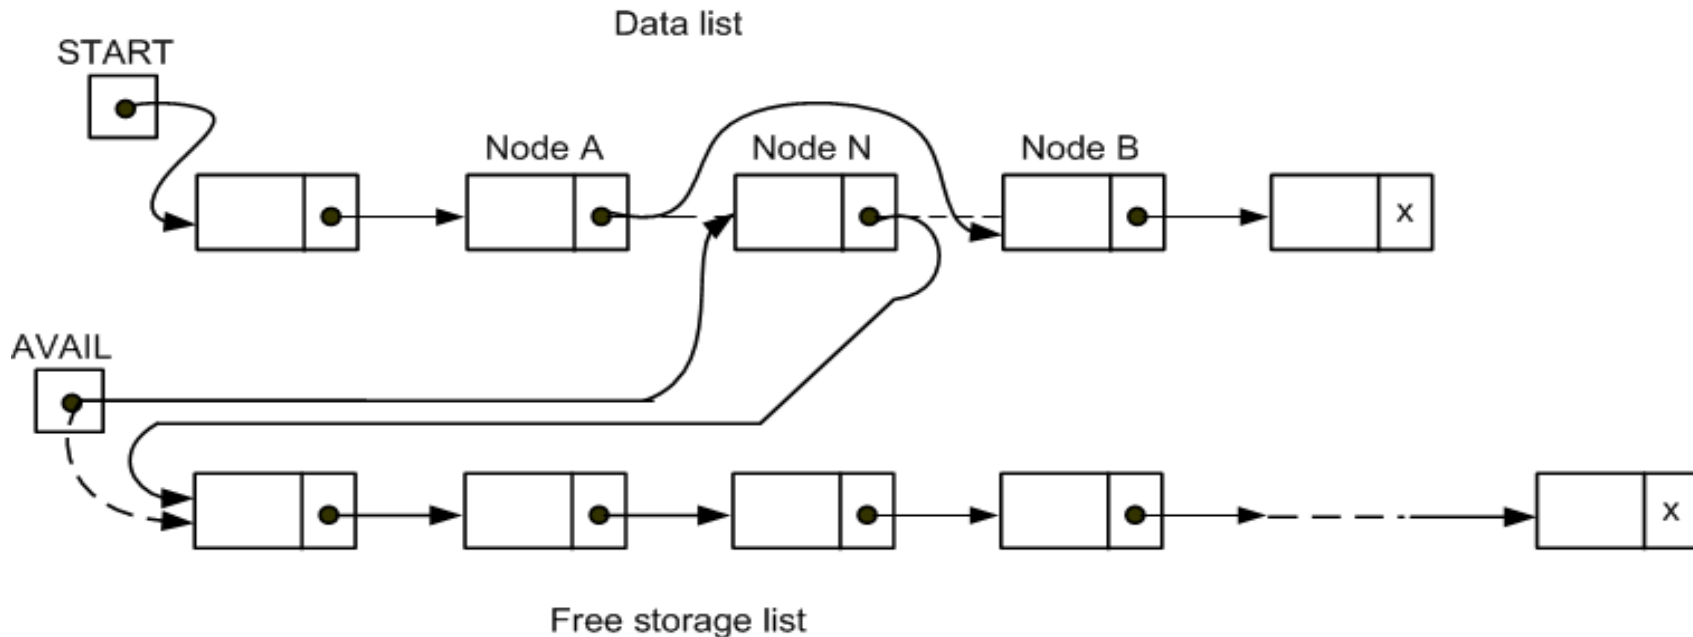 Data list
START
Node A
Node N
Node B
x
AVAIL
x
Free storage list